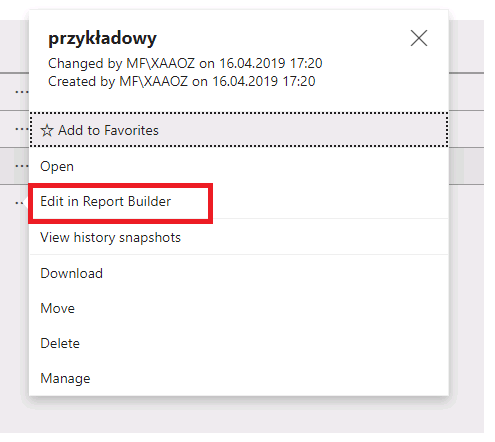 przykładowy
Changed by MF\XAAOZ on 16.04.2019 17:20
Created by MF\XAAOZ on 16.04.2019 17:20
☆ Add to Favorites
Open
Edit in Report Builder
View history snapshots
Download
Move
Delete
Manage